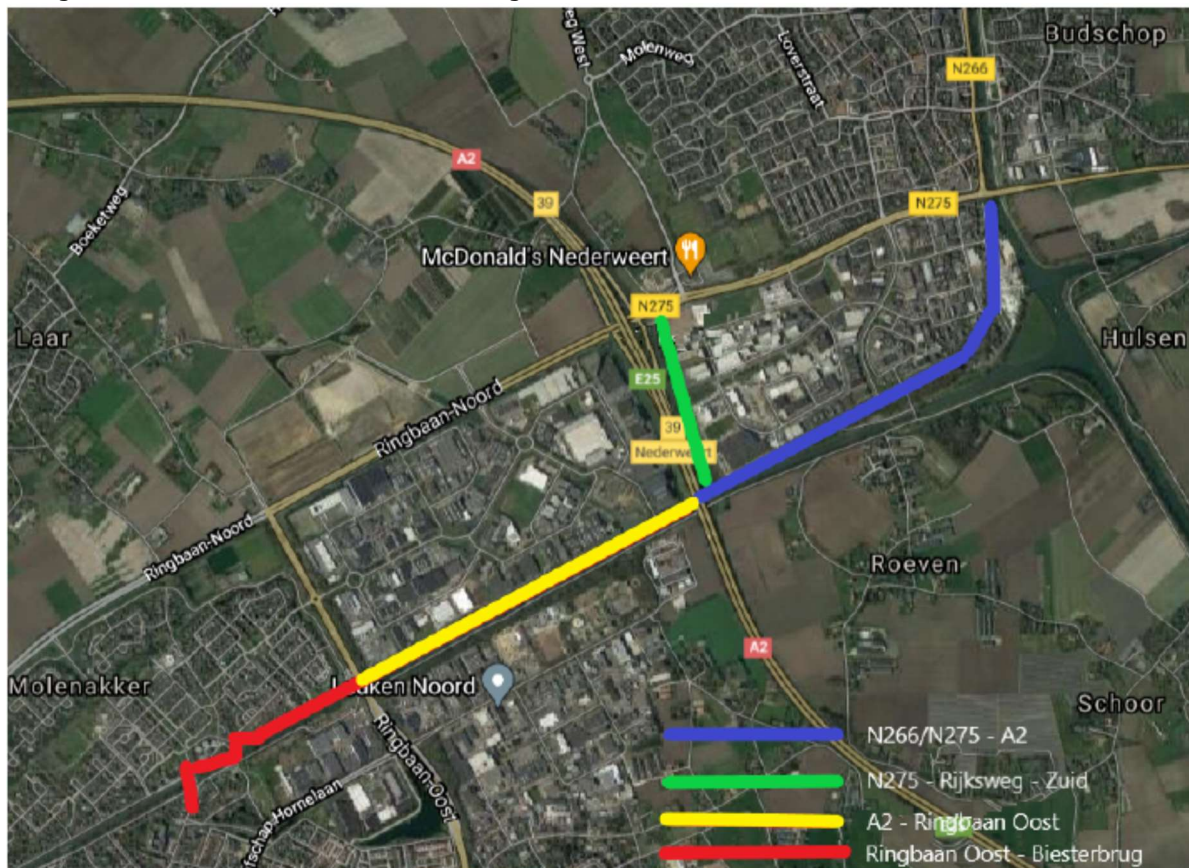 Budschop
Molenweg
Loverstraat
N266
A2
39
N275
Boeketweg
McDonald's Nederweert
N275
Laar
Hulsen
E25
39
Nederweert
Ringbaan-Noord
Ringbaan-Noord
Roeven
A2
Molenakker
Leuken Noord
Schoor
Ringbaan-Oost
N266/N275 - A2
N275 - Rijksweg - Zuid
A2 - Ringbaan Oost
Ringbaan Oost - Biesterbrug